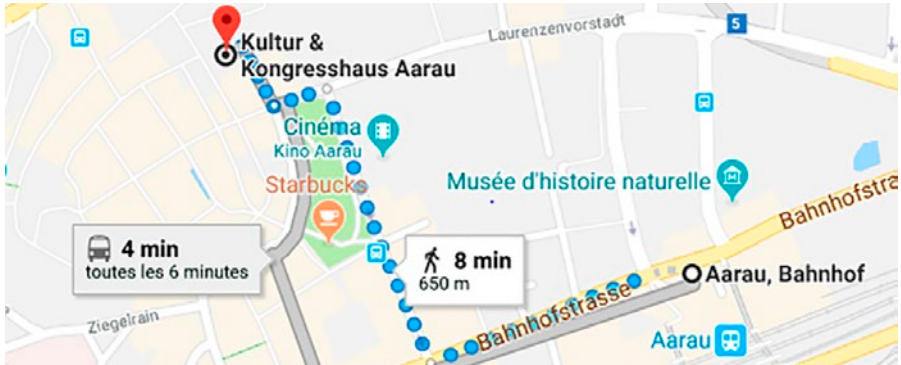 Kultur &
Kongresshaus Aarau
Laurenzenvorstadt
5
Cinéma
Kino Aarau
Starbucks
Musée d'histoire naturelle
Bahnhofstra
4 min
toutes les 6 minutes
8 min
650 m
Aarau, Bahnhof
Bahnhofstrasse
Ziegelrain
Aarau